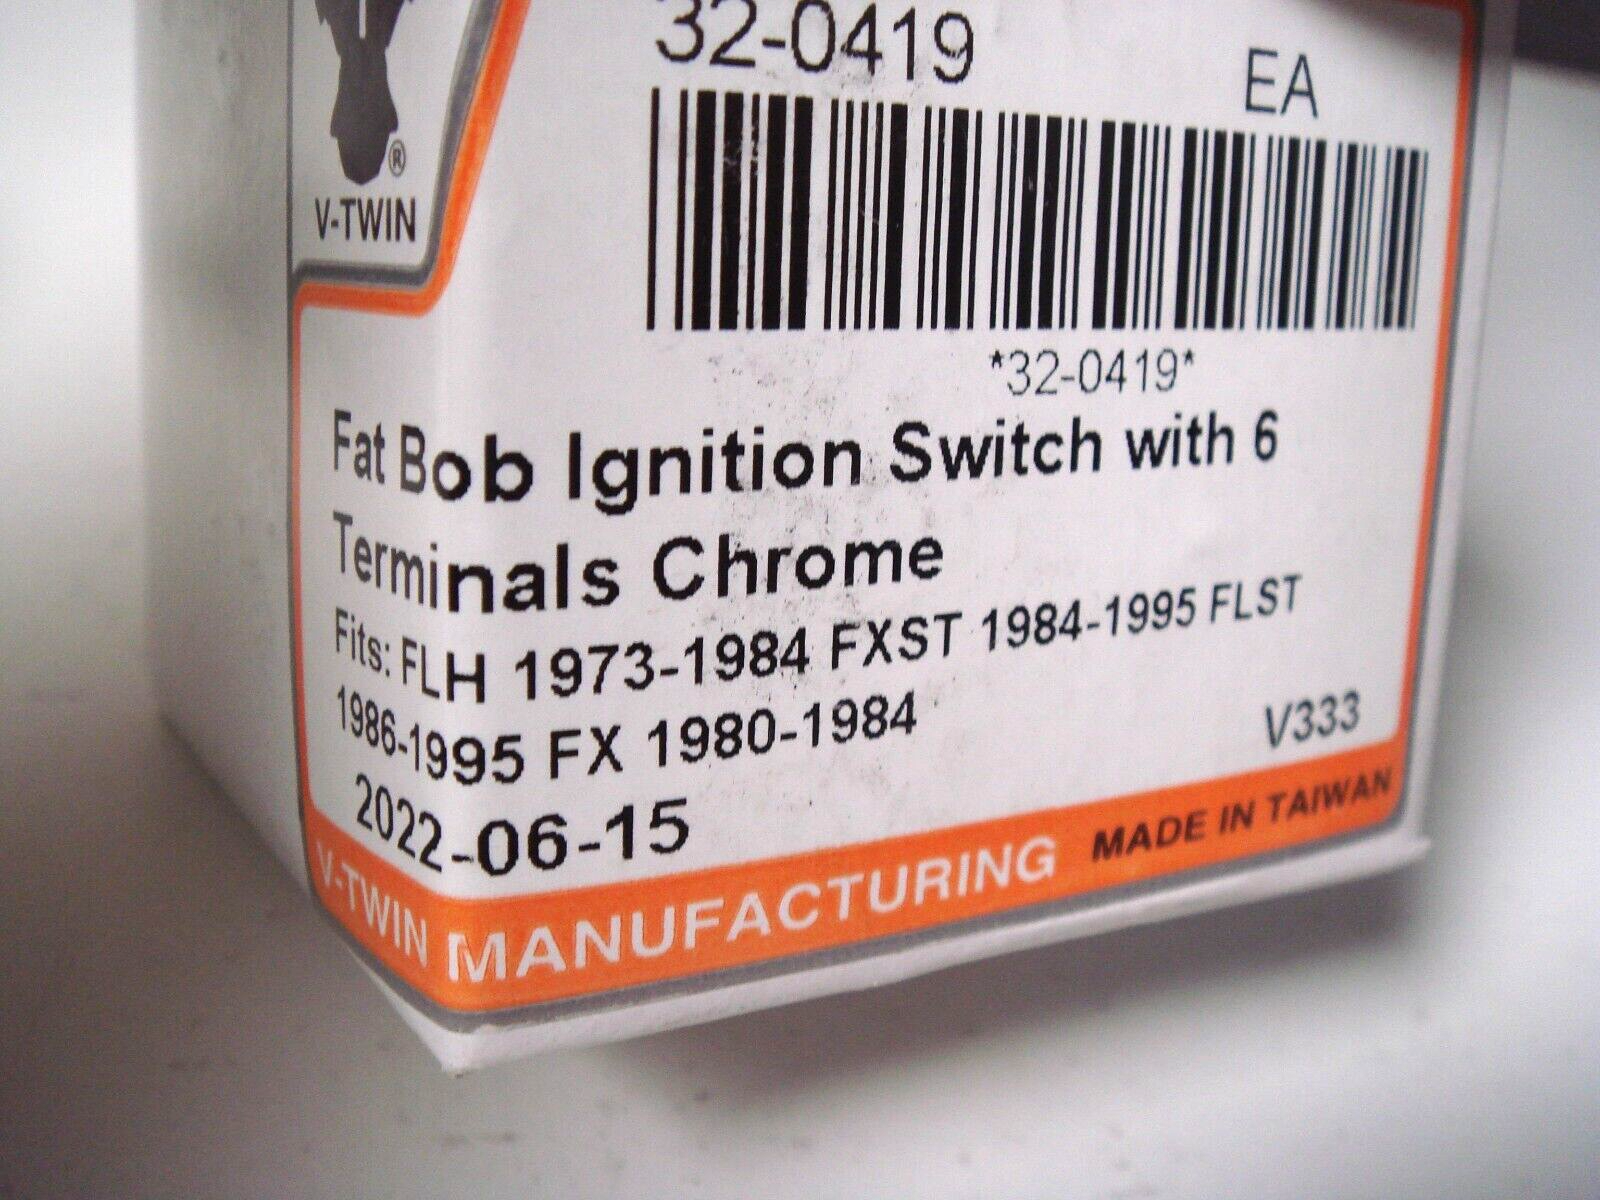 32-0419
EA
®
V-TWIN
*32-0419*
Fat Bob Ignition Switch with 6
Terminals Chrome
Fits: FLH 1973-1984 FXST 1984-1995 FLST
1986-1995 FX 1980-1984
V333
2022-06-15
V-TWIN MANUFACTURING MADE IN TAIWAN